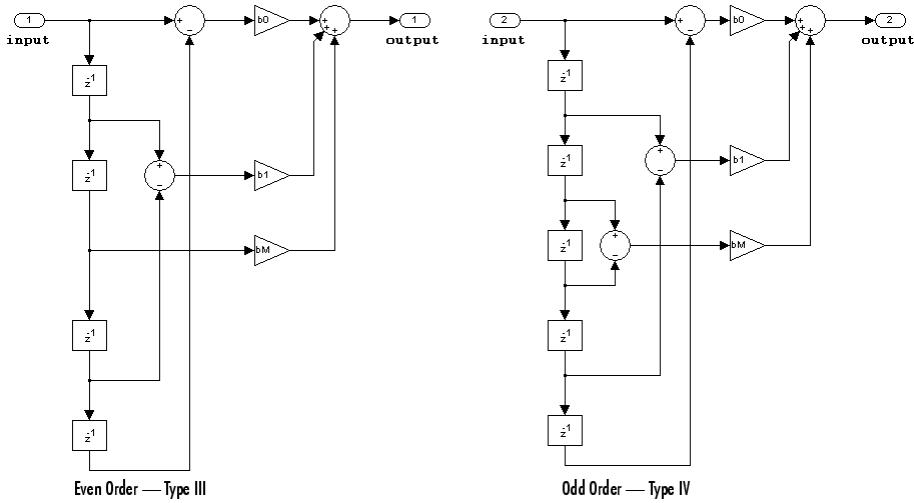 1
input
+
−
b0
+
+
+
1
output
z-1
+
−
z-1
b1
bM
z-1
z-1
Even Order — Type III
2
input
+
−
b0
+
+
+
2
output
z-1
+
−
z-1
b1
+
−
z-1
bM
z-1
z-1
Odd Order — Type IV